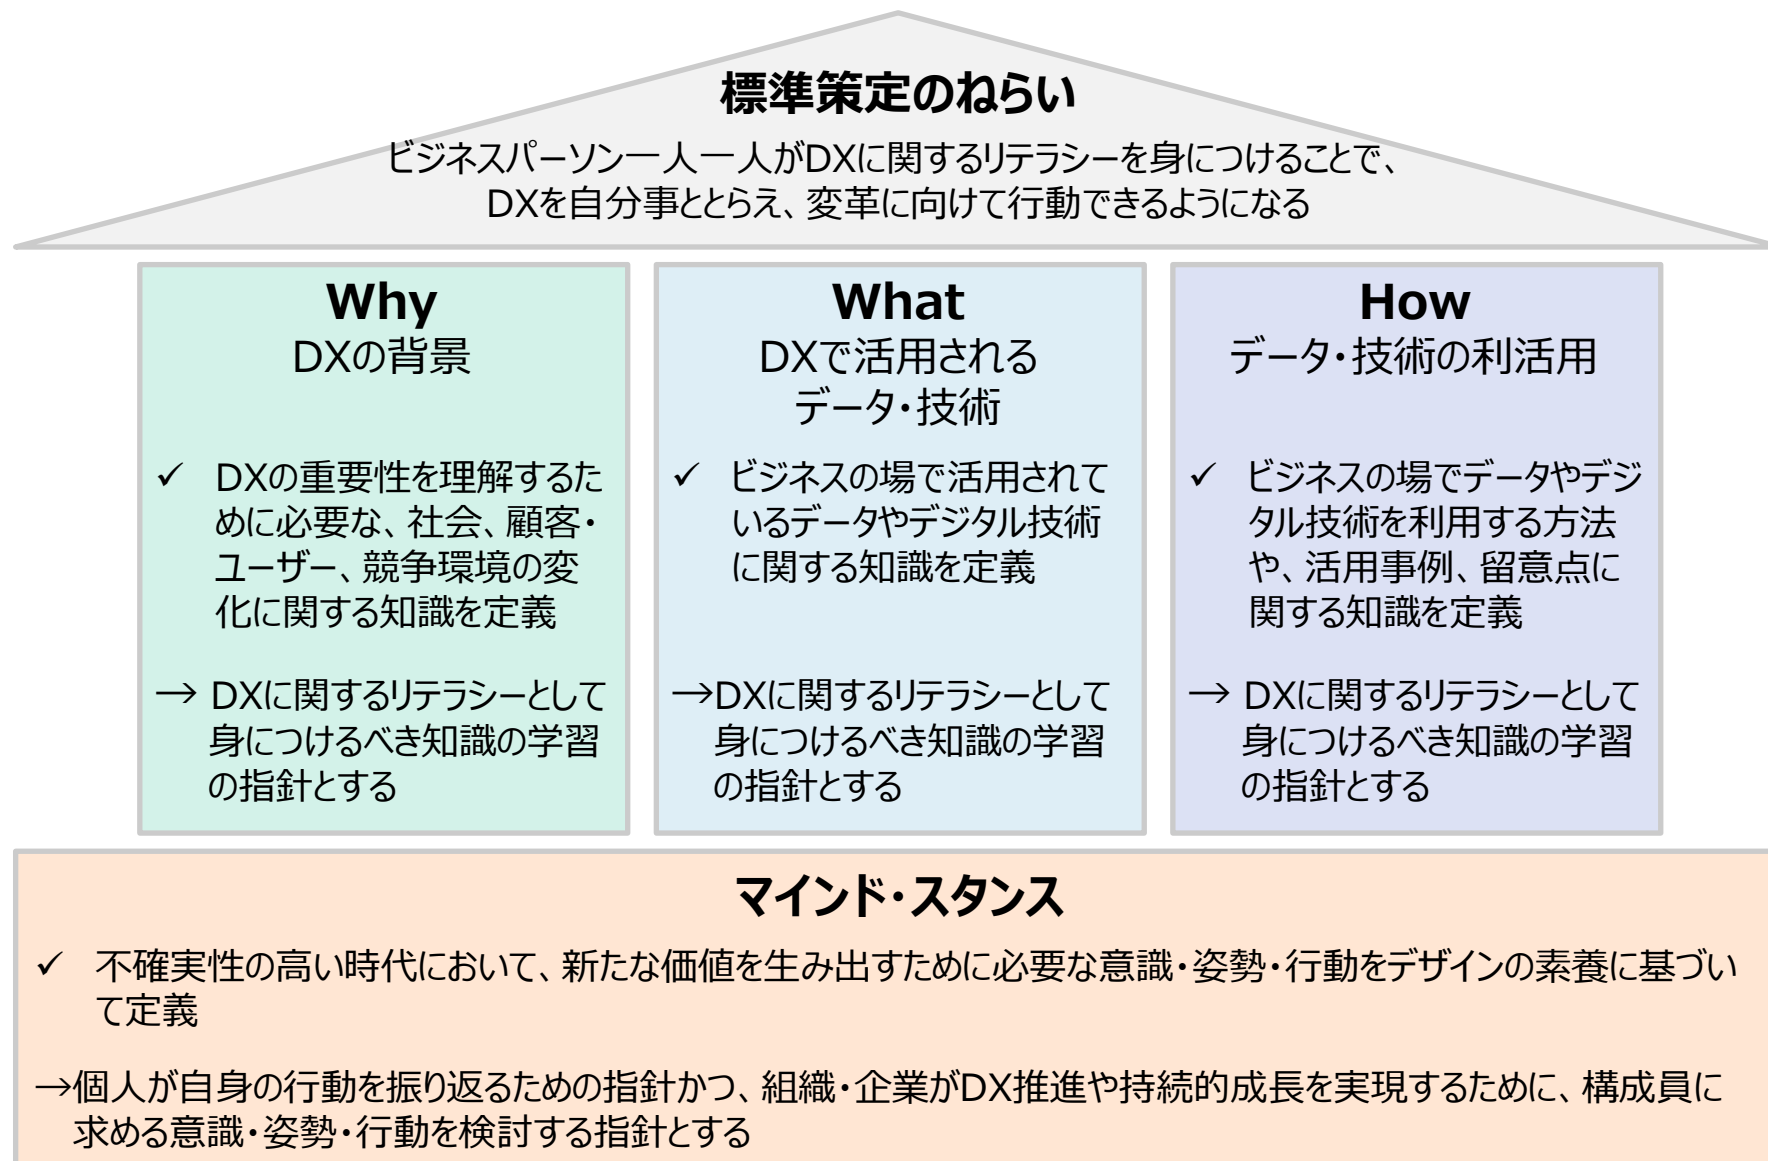 標準策定のねらい
ビジネスパーソン一人一人がDXに関するリテラシーを身につけることで、
DXを自分事ととらえ、変革に向けて行動できるようになる
Why
DXの背景
✓ DXの重要性を理解するた
めに必要な、社会、顧客・
ユーザー、競争環境の変
化に関する知識を定義
→ DXに関するリテラシーとして
身につけるべき知識の学習
の指針とする
What
DXで活用される
データ・技術
✓ ビジネスの場で活用されて
いるデータやデジタル技術
に関する知識を定義
→DXに関するリテラシーとして
身につけるべき知識の学習
の指針とする
How
データ・技術の利活用
✓ ビジネスの場でデータやデジ
タル技術を利用する方法
や、活用事例、留意点に
関する知識を定義
→ DXに関するリテラシーとして
身につけるべき知識の学習
の指針とする
マインド・スタンス
✓ 不確実性の高い時代において、新たな価値を生み出すために必要な意識・姿勢・行動をデザインの素養に基づい
て定義
→個人が自身の行動を振り返るための指針かつ、組織・企業がDX推進や持続的成長を実現するために、構成員に
求める意識・姿勢・行動を検討する指針とする